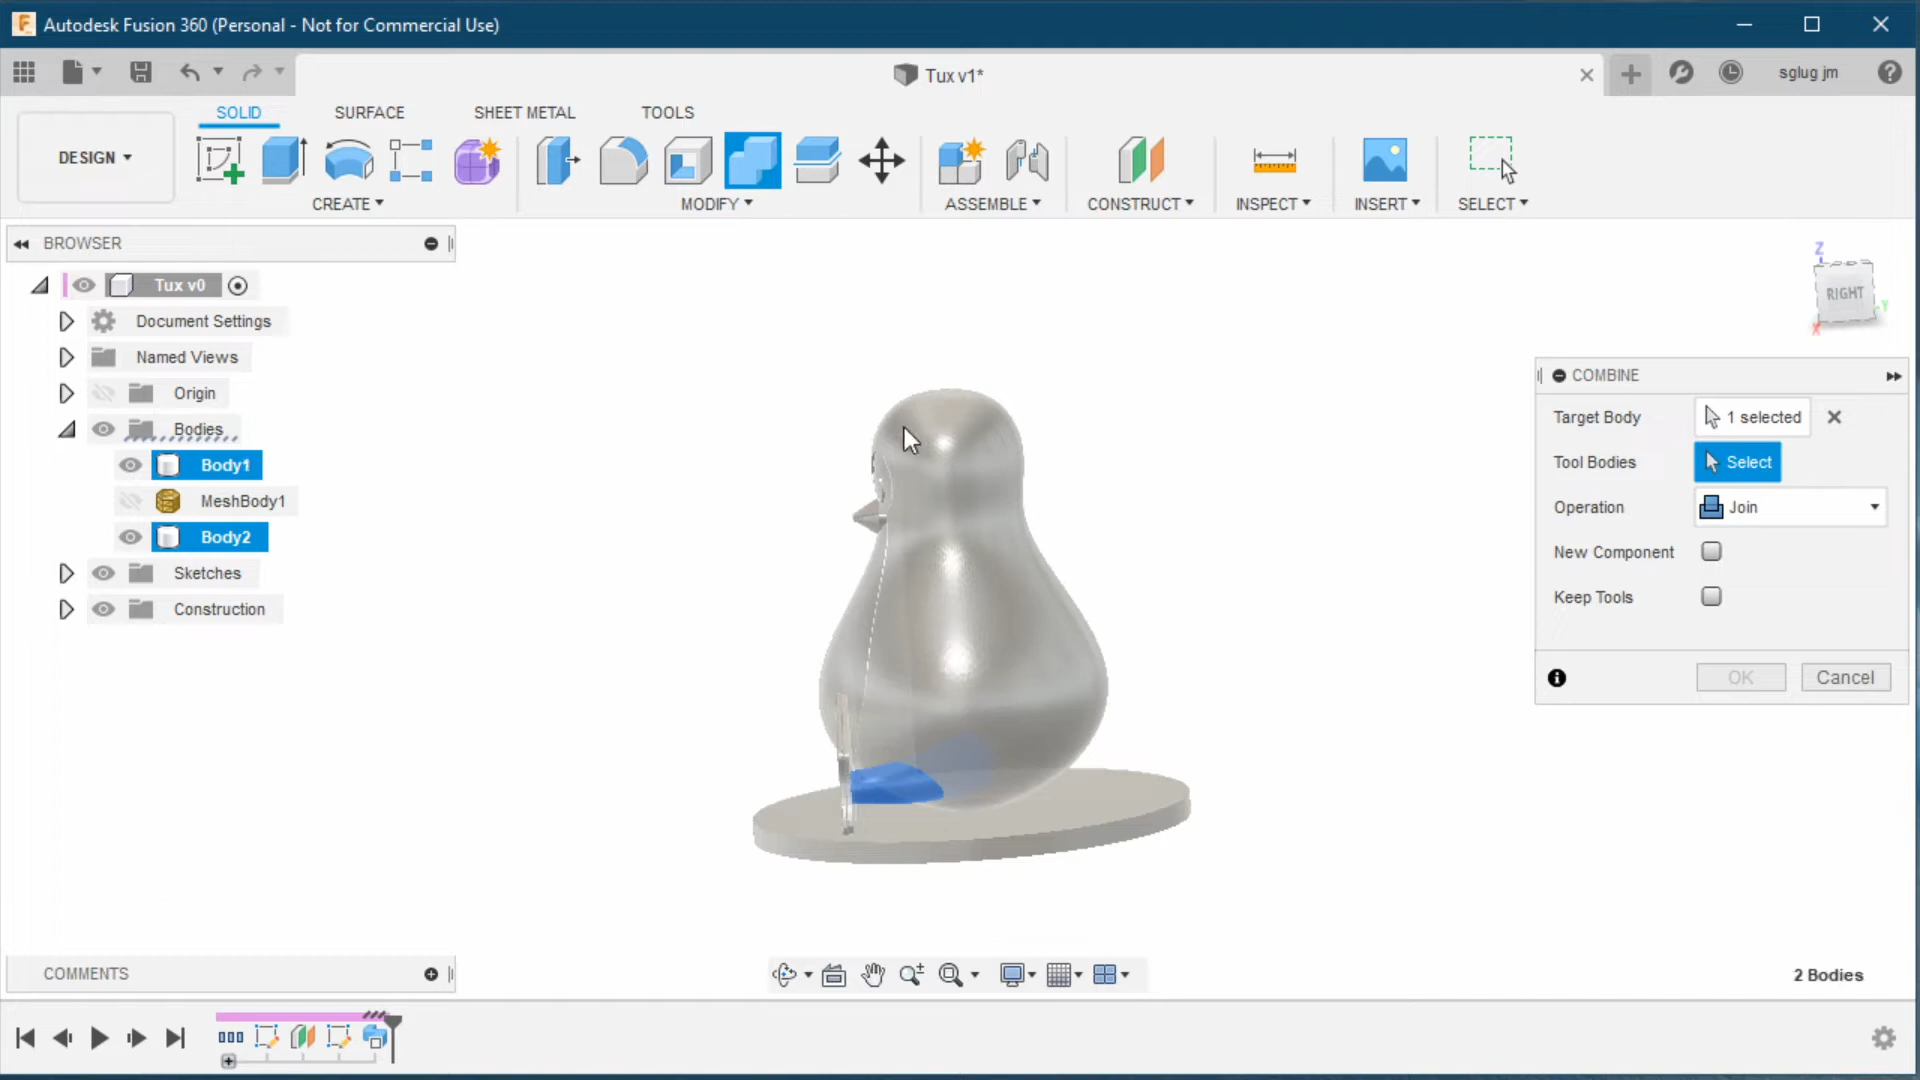 Autodesk Fusion 360 (Personal - Not for Commercial Use)
Tux v1*
sglug jm
SOLID
SURFACE
SHEET METAL
TOOLS
DESIGN
CREATE
MODIFY
ASSEMBLE
CONSTRUCT
INSPECT
INSERT
SELECT
BROWSER
Tux v0
Document Settings
Named Views
Origin
Bodies
Body1
MeshBody1
Body2
Sketches
Construction
Z
RIGHT
Y
X
COMBINE
Target Body
1 selected
Tool Bodies
Select
Operation
Join
New Component
Keep Tools
OK
Cancel
COMMENTS
2 Bodies